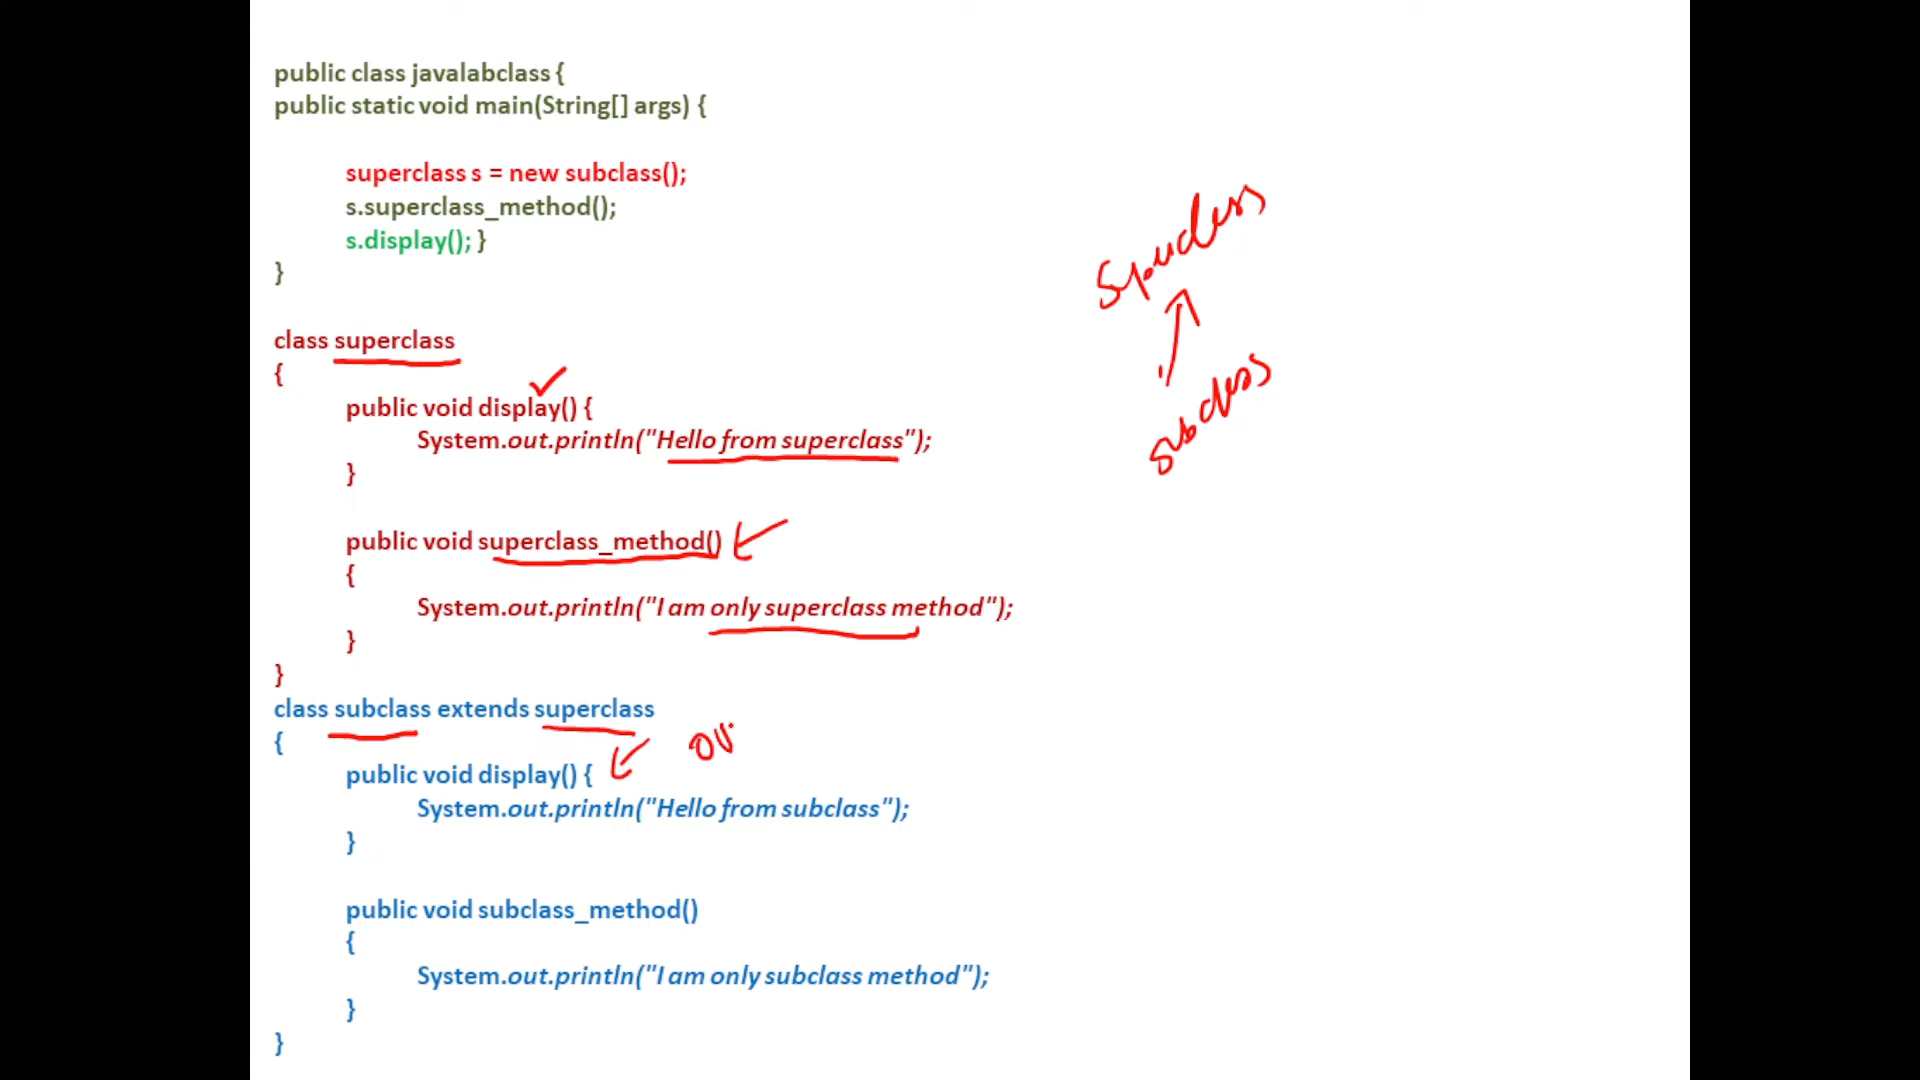 public class javalabclass {
public static void main(String[] args) {
superclass s = new subclass();
s.superclass_method();
s.display(); }
}
class superclass
{
public void display() {
System.out.println("Hello from superclass");
}
public void superclass_method()
{
System.out.println("I am only superclass method");
}
}
class subclass extends superclass
{
public void display() {
System.out.println("Hello from subclass");
}
public void subclass_method()
{
System.out.println("I am only subclass method");
}
}
subclass